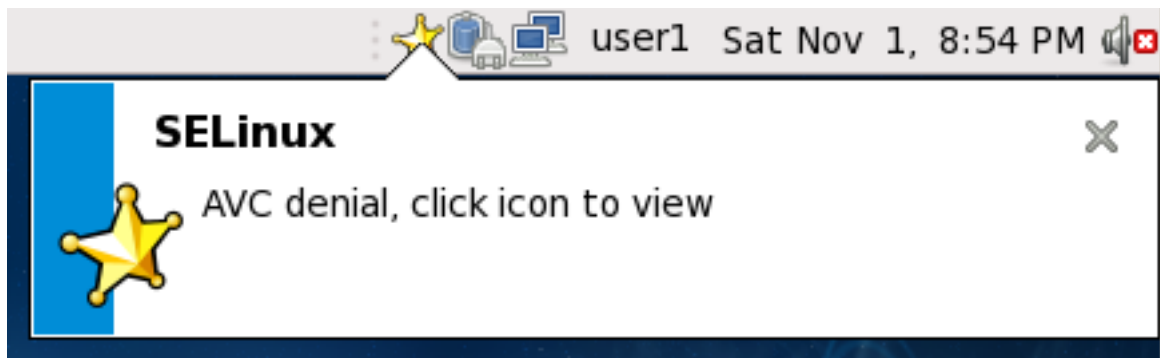 user1 Sat Nov 1, 8:54 PM
SELinux
AVC denial, click icon to view